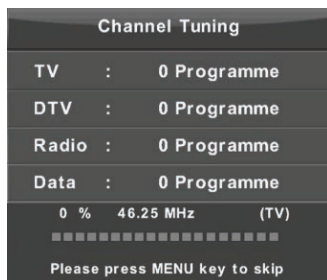 Channel Tuning
TV : 0 Programme
DTV : 0 Programme
Radio : 0 Programme
Data : 0 Programme
0 % 46.25 MHz (TV)
Please press MENU key to skip